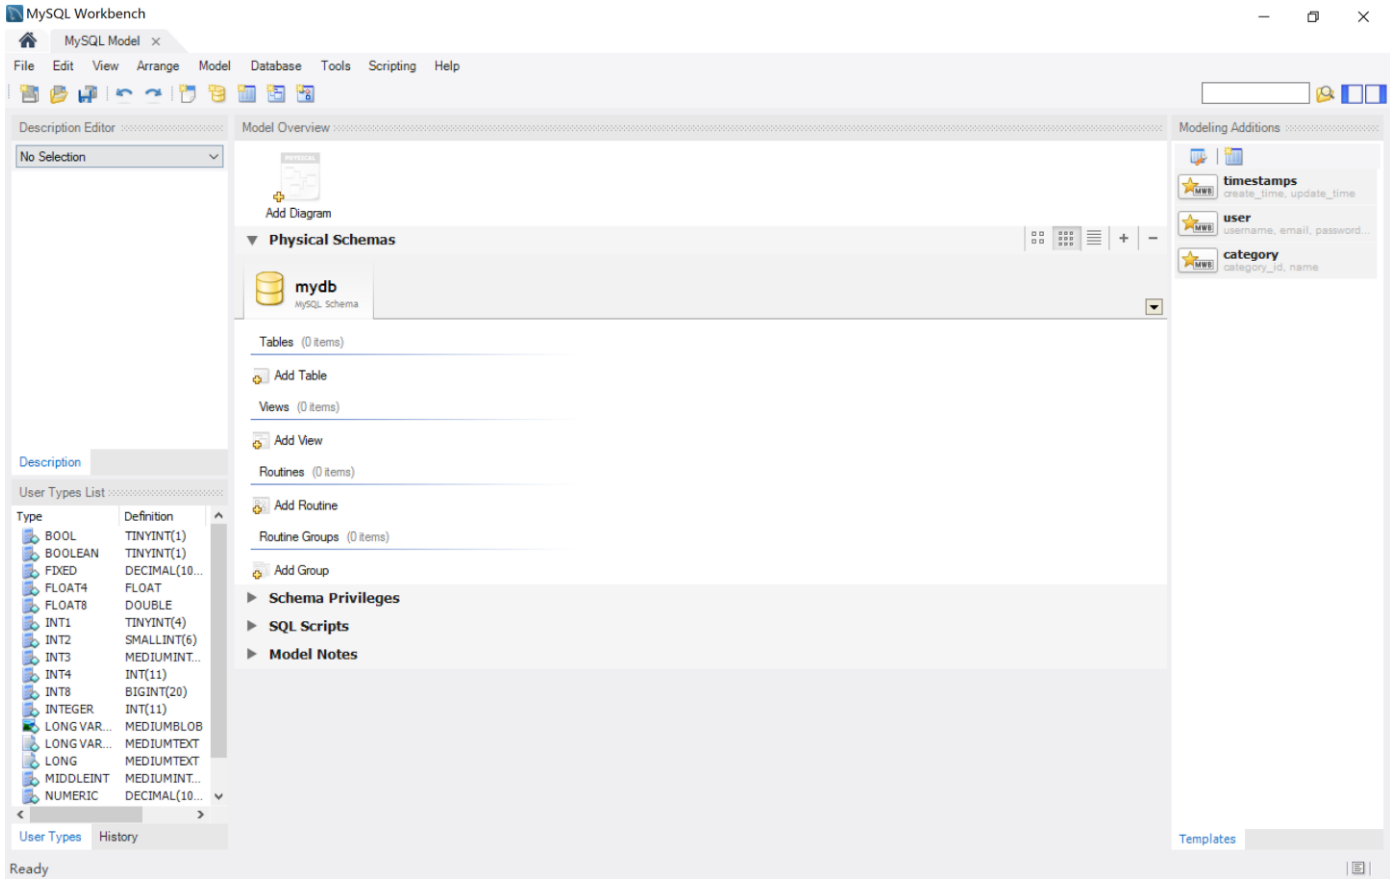 MySQL Workbench
MySQL Model
File Edit View Arrange Model Database Tools Scripting Help
Description Editor
No Selection
Description
User Types List
Type Definition
BOOL TINYINT(1)
BOOLEAN TINYINT(1)
FIXED DECIMAL(10...
FLOAT4 FLOAT
FLOAT8 DOUBLE
INT1 TINYINT(4)
INT2 SMALLINT(6)
INT3 MEDIUMINT...
INT4 INT(11)
INT8 BIGINT(20)
INTEGER INT(11)
LONG VAR... MEDIUMBLOB
LONG VAR... MEDIUMTEXT
LONG MEDIUMTEXT
MIDDLEINT MEDIUMINT...
NUMERIC DECIMAL(10...
User Types History
Model Overview
PHYSICAL
Add Diagram
Physical Schemas
mydb
MySQL Schema
Tables (0 items)
Add Table
Views (0 items)
Add View
Routines (0 items)
Add Routine
Routine Groups (0 items)
Add Group
Schema Privileges
SQL Scripts
Model Notes
Modeling Additions
MWB
timestamps
create_time, update_time
MWB
user
username, email, password...
MWB
category
category_id, name
Templates
Ready